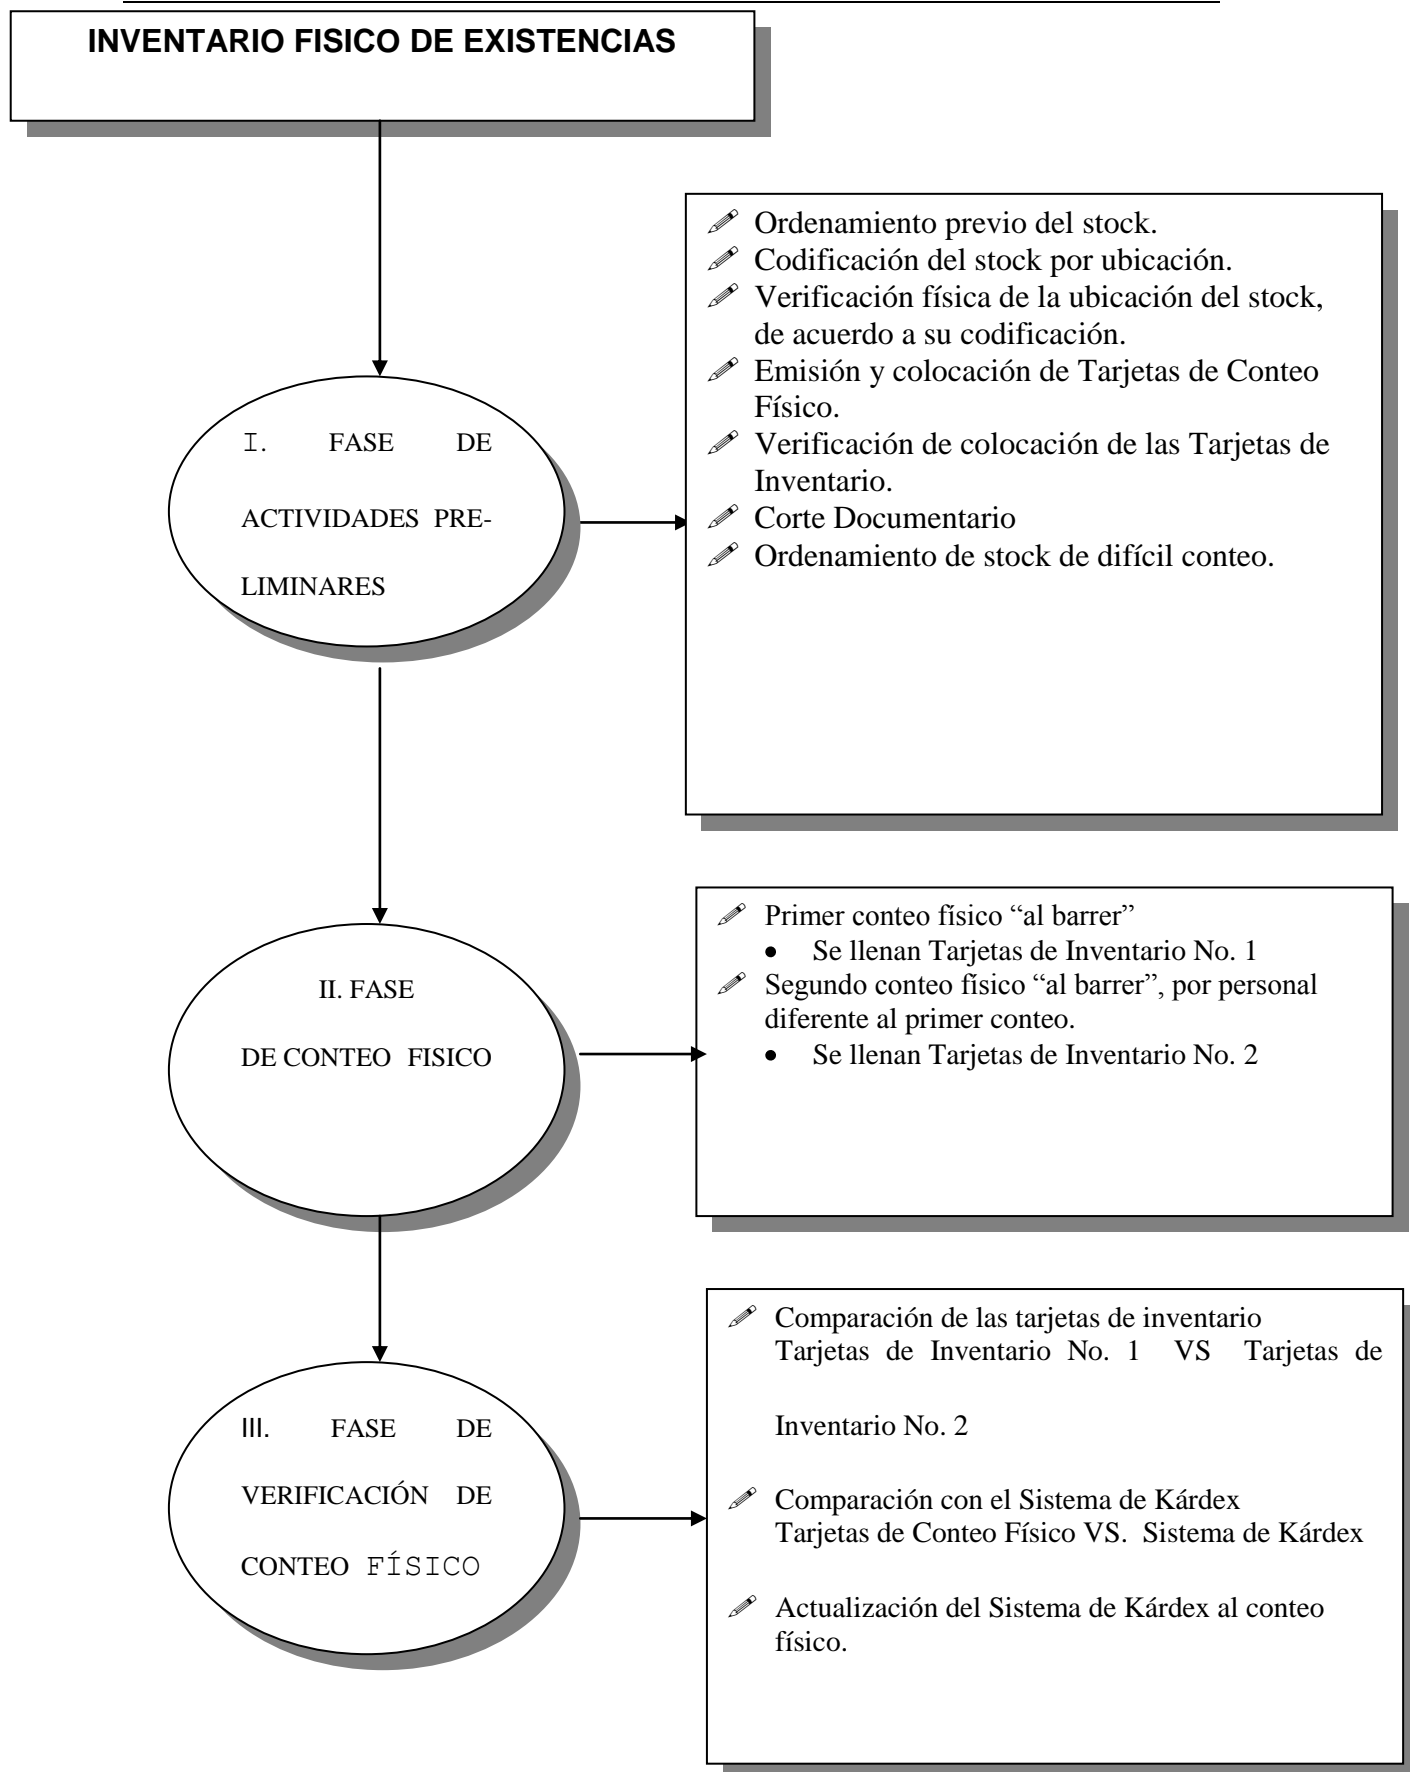 INVENTARIO FISICO DE EXISTENCIAS
I. FASE DE
ACTIVIDADES PRE-
LIMINARES
Ordenamiento previo del stock.
Codificación del stock por ubicación.
Verificación física de la ubicación del stock,
de acuerdo a su codificación.
Emisión y colocación de Tarjetas de Conteo
Físico.
Verificación de colocación de las Tarjetas de
Inventario.
Corte Documentario
Ordenamiento de stock de difícil conteo.
II. FASE
DE CONTEO FISICO
Primer conteo físico “al barrer”
• Se llenan Tarjetas de Inventario No. 1
Segundo conteo físico “al barrer”, por personal
diferente al primer conteo.
• Se llenan Tarjetas de Inventario No. 2
III. FASE DE
VERIFICACIÓN DE
CONTEO FÍSICO
Comparación de las tarjetas de inventario
Tarjetas de Inventario No. 1 VS Tarjetas de
Inventario No. 2
Comparación con el Sistema de Kárdex
Tarjetas de Conteo Físico VS. Sistema de Kárdex
Actualización del Sistema de Kárdex al conteo
físico.